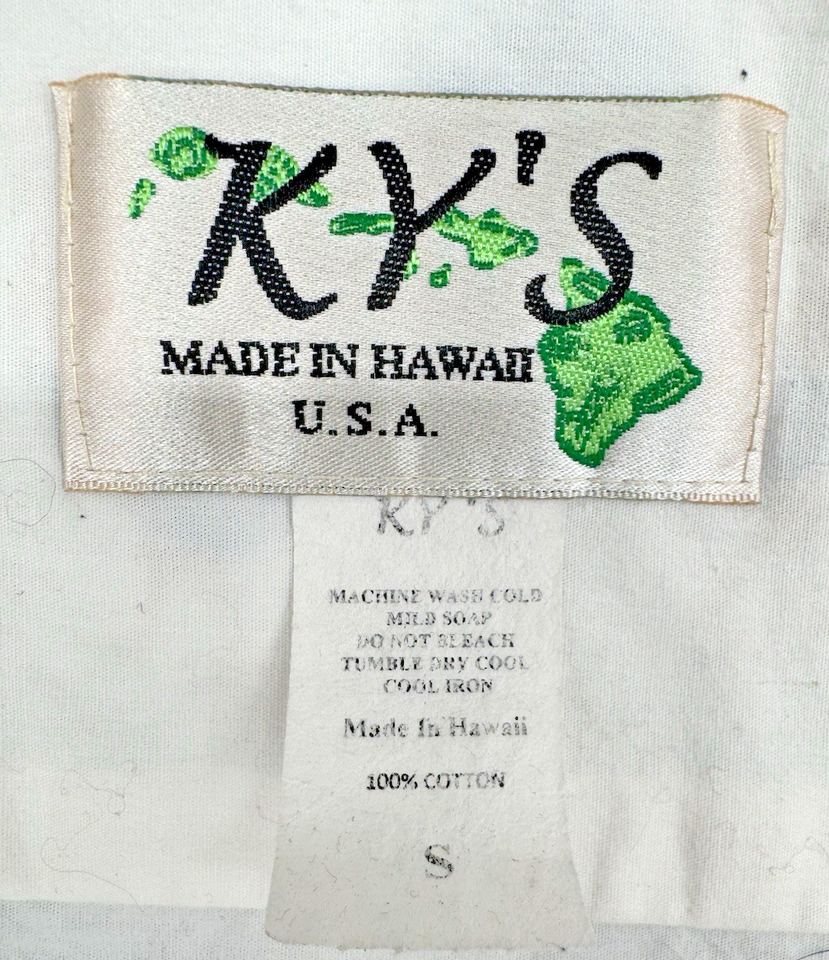 KY'S
MADE IN HAWAII
U.S.A.
KY'S
MACHINE WASH COLD
MILD SOAP
DO NOT BLEACH
TUMBLE DRY COOL
COOL IRON
Made In Hawaii
100% COTTON
S